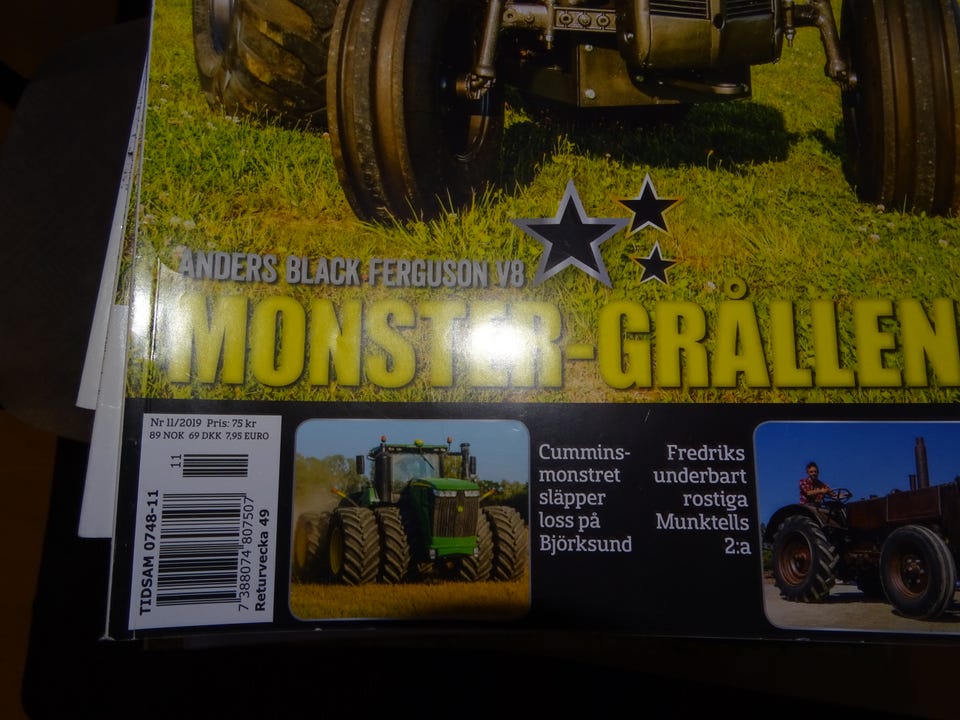 ANDERS BLACK FERGUSON V8
MONSTER-GRÅLLEN
Nr 11/2019 Pris: 75 kr
89 NOK 69 DKK 7,95 EURO
11
TIDSAM 0748-11
7 388074 807507
Returvecka 49
Cummins-
monstret
släpper
loss på
Björksund
Fredriks
underbart
rostiga
Munktells
2:a